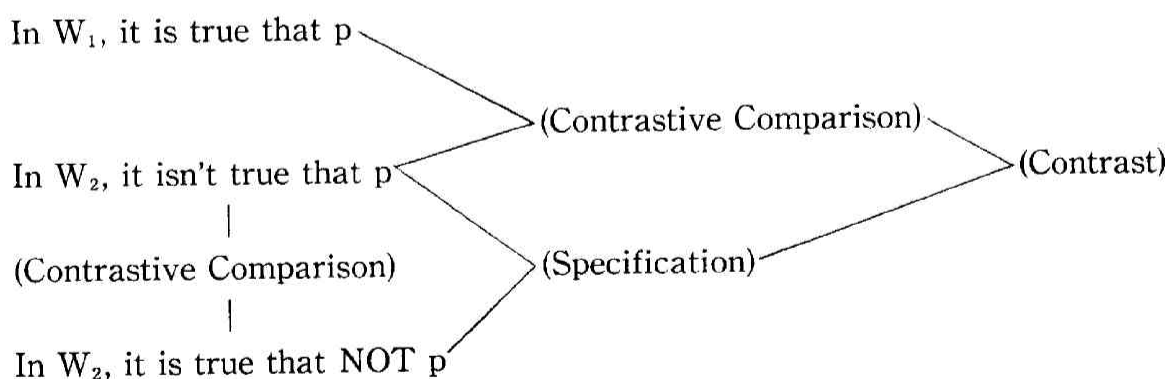 In W₁, it is true that p
(Contrastive Comparison)
(Contrast)
In W₂, it isn't true that p
(Contrastive Comparison)
(Specification)
In W₂, it is true that NOT p